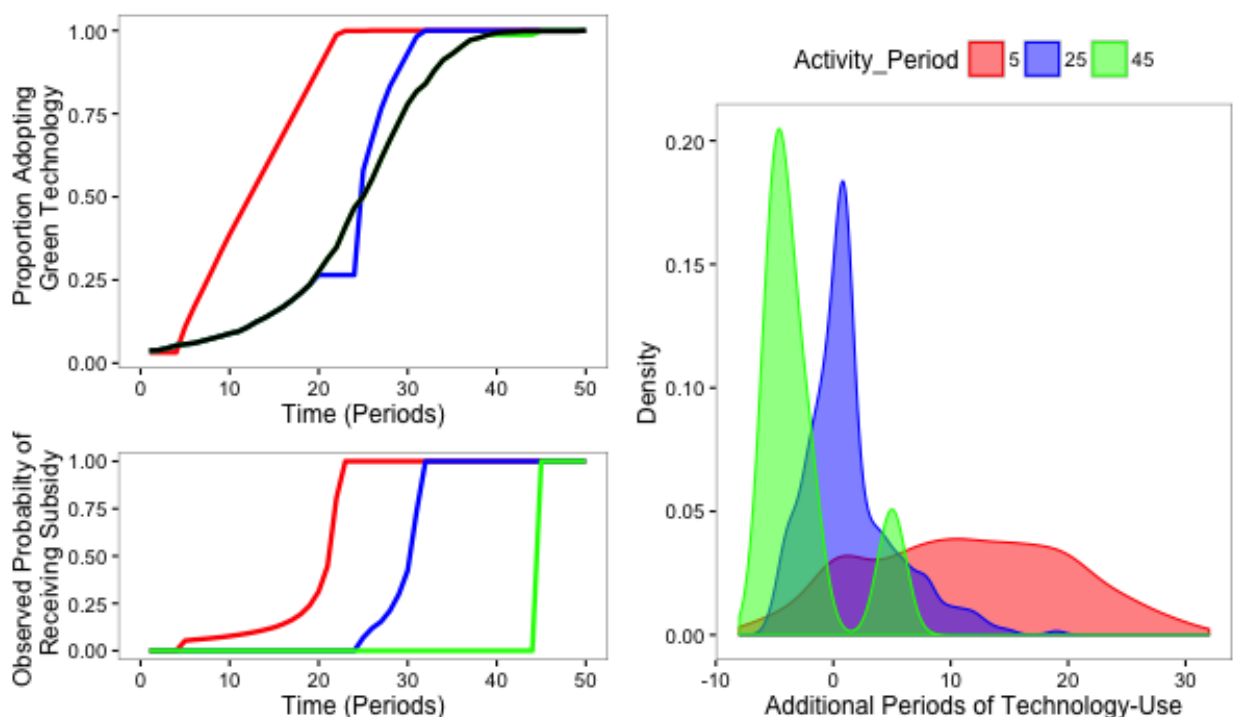 Proportion Adopting
Green Technology
1.00
0.75
0.50
0.25
0.00
0 10 20 30 40 50
Time (Periods)
Observed Probabilty of
Receiving Subsidy
1.00
0.75
0.50
0.25
0.00
0 10 20 30 40 50
Time (Periods)
Activity_Period 5 25 45
Density
0.20
0.15
0.10
0.05
0.00
-10 0 10 20 30
Additional Periods of Technology-Use